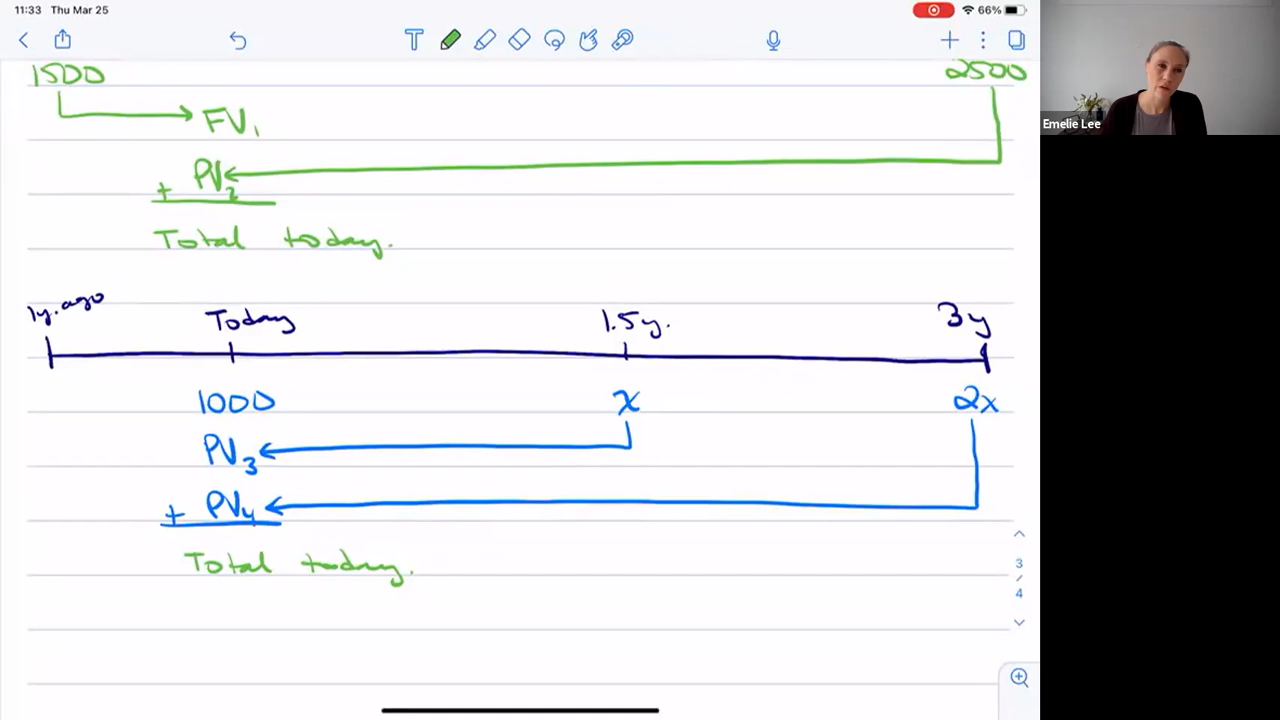 11:33 Thu Mar 25
66%
T
1500 2500
FV1
+ PV2
Total today.
1y. ago Today 1.5y. 3y
1000 x 2x
PV3
+ PV4
Total today.
3
/
4
Emelie Lee